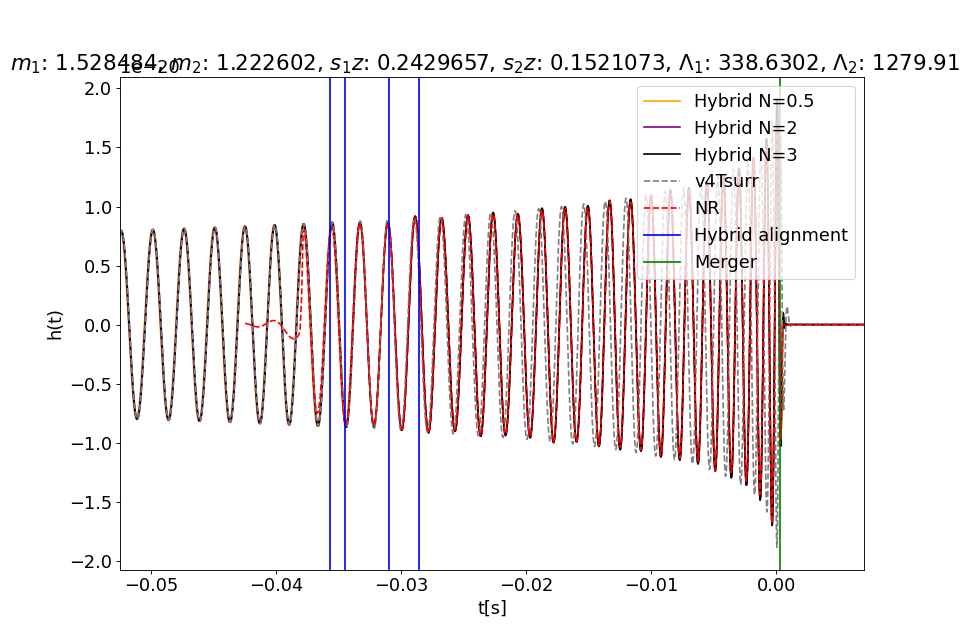 m₁: 1.528484, m₂: 1.222602, s₁z: 0.2429657, s₂z: 0.1521073, Λ₁: 338.6302, Λ₂: 1279.91
1e−20
2.0
1.5
1.0
0.5
0.0
−0.5
−1.0
−1.5
−2.0
h(t)
Hybrid N=0.5
Hybrid N=2
Hybrid N=3
v4Tsurr
NR
Hybrid alignment
Merger
−0.05 −0.04 −0.03 −0.02 −0.01 0.00
t[s]